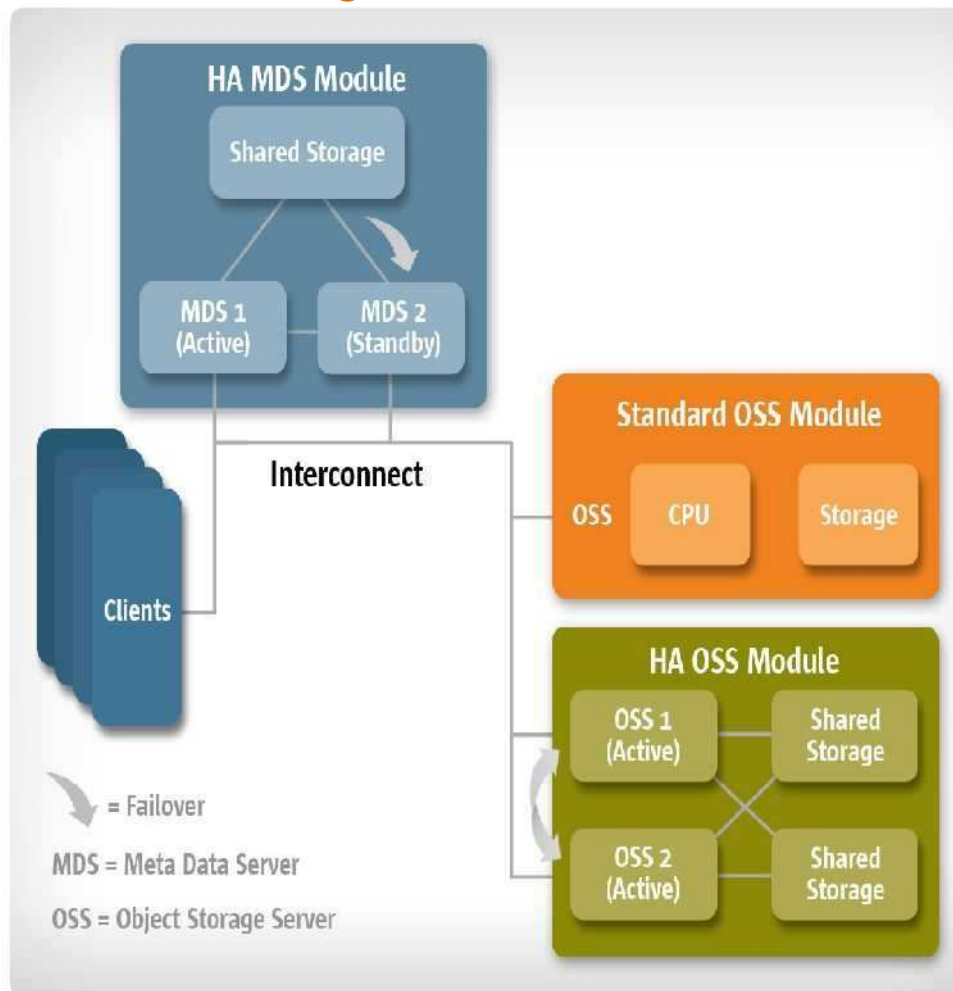 HA MDS Module
Shared Storage
MDS 1
(Active)
MDS 2
(Standby)
Interconnect
Clients
Standard OSS Module
OSS
CPU
Storage
HA OSS Module
OSS 1
(Active)
Shared
Storage
OSS 2
(Active)
Shared
Storage
= Failover
MDS = Meta Data Server
OSS = Object Storage Server